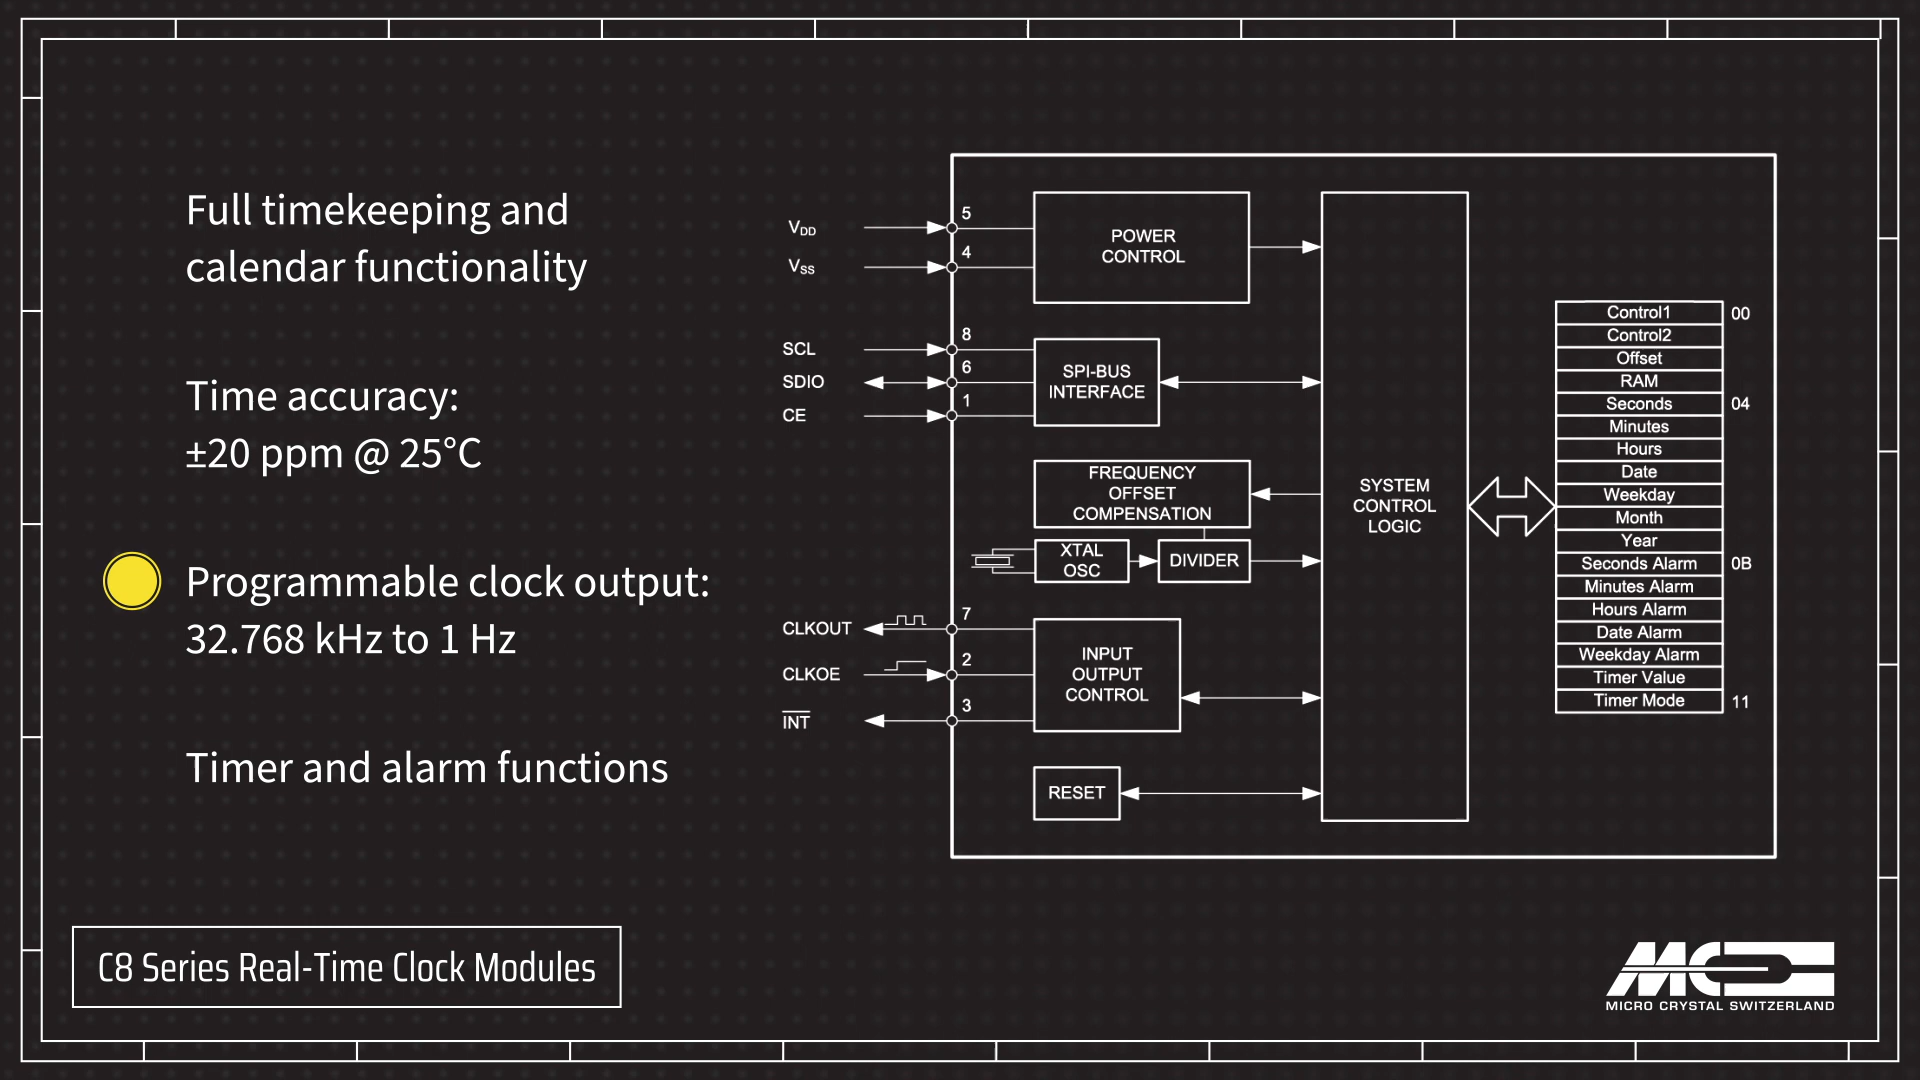 Full timekeeping and
calendar functionality
Time accuracy:
±20 ppm @ 25°C
Programmable clock output:
32.768 kHz to 1 Hz
Timer and alarm functions
C8 Series Real-Time Clock Modules
VDD
5
VSS
4
POWER
CONTROL
SCL
8
SDIO
6
CE
1
SPI-BUS
INTERFACE
FREQUENCY
OFFSET
COMPENSATION
XTAL
OSC
DIVIDER
CLKOUT
7
CLKOE
2
INT
3
INPUT
OUTPUT
CONTROL
RESET
SYSTEM
CONTROL
LOGIC
Control1 00
Control2
Offset
RAM
Seconds 04
Minutes
Hours
Date
Weekday
Month
Year
Seconds Alarm 0B
Minutes Alarm
Hours Alarm
Date Alarm
Weekday Alarm
Timer Value
Timer Mode 11
MICRO CRYSTAL SWITZERLAND